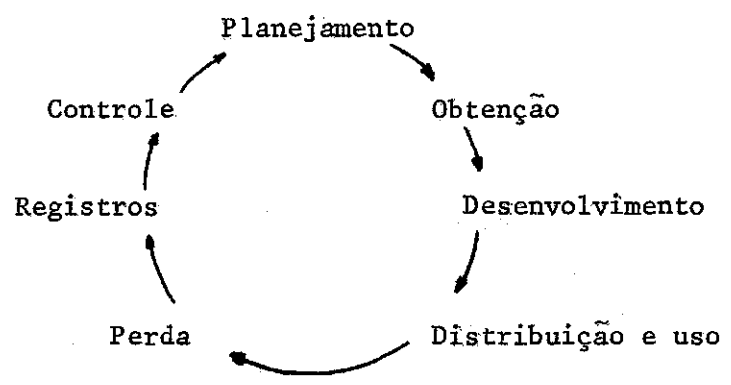 Planejamento
Controle
Obtenção
Registros
Desenvolvimento
Perda
Distribuição e uso